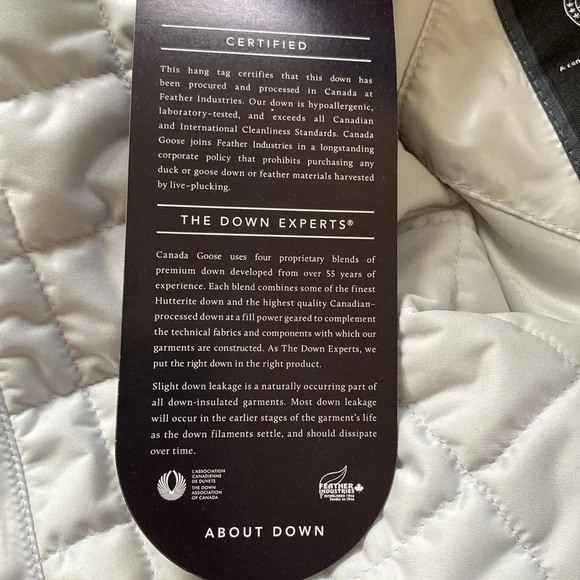 CERTIFIED
This hang tag certifies that this down has
been procured and processed in Canada at
Feather Industries. Our down is hypoallergenic,
laboratory-tested, and exceeds all Canadian
and International Cleanliness Standards. Canada
Goose joins Feather Industries in a longstanding
corporate policy that prohibits purchasing any
duck or goose down or feather materials harvested
by live-plucking.
THE DOWN EXPERTS®
Canada Goose uses four proprietary blends of
premium down developed from over 55 years of
experience. Each blend combines some of the finest
Hutterite down and the highest quality Canadian-
processed down at a fill power geared to complement
the technical fabrics and components with which our
garments are constructed. As The Down Experts, we
put the right down in the right product.
Slight down leakage is a naturally occurring part of
all down-insulated garments. Most down leakage
will occur in the earlier stages of the garment's life
as the down filaments settle, and should dissipate
over time.
L'ASSOCIATION
CANADIENNE
DE DUVETS
THE DOWN
ASSOCIATION
OF CANADA
FEATHER
INDUSTRIES
ESTABLISHED 1946
Fondée en 1946
ABOUT DOWN
A